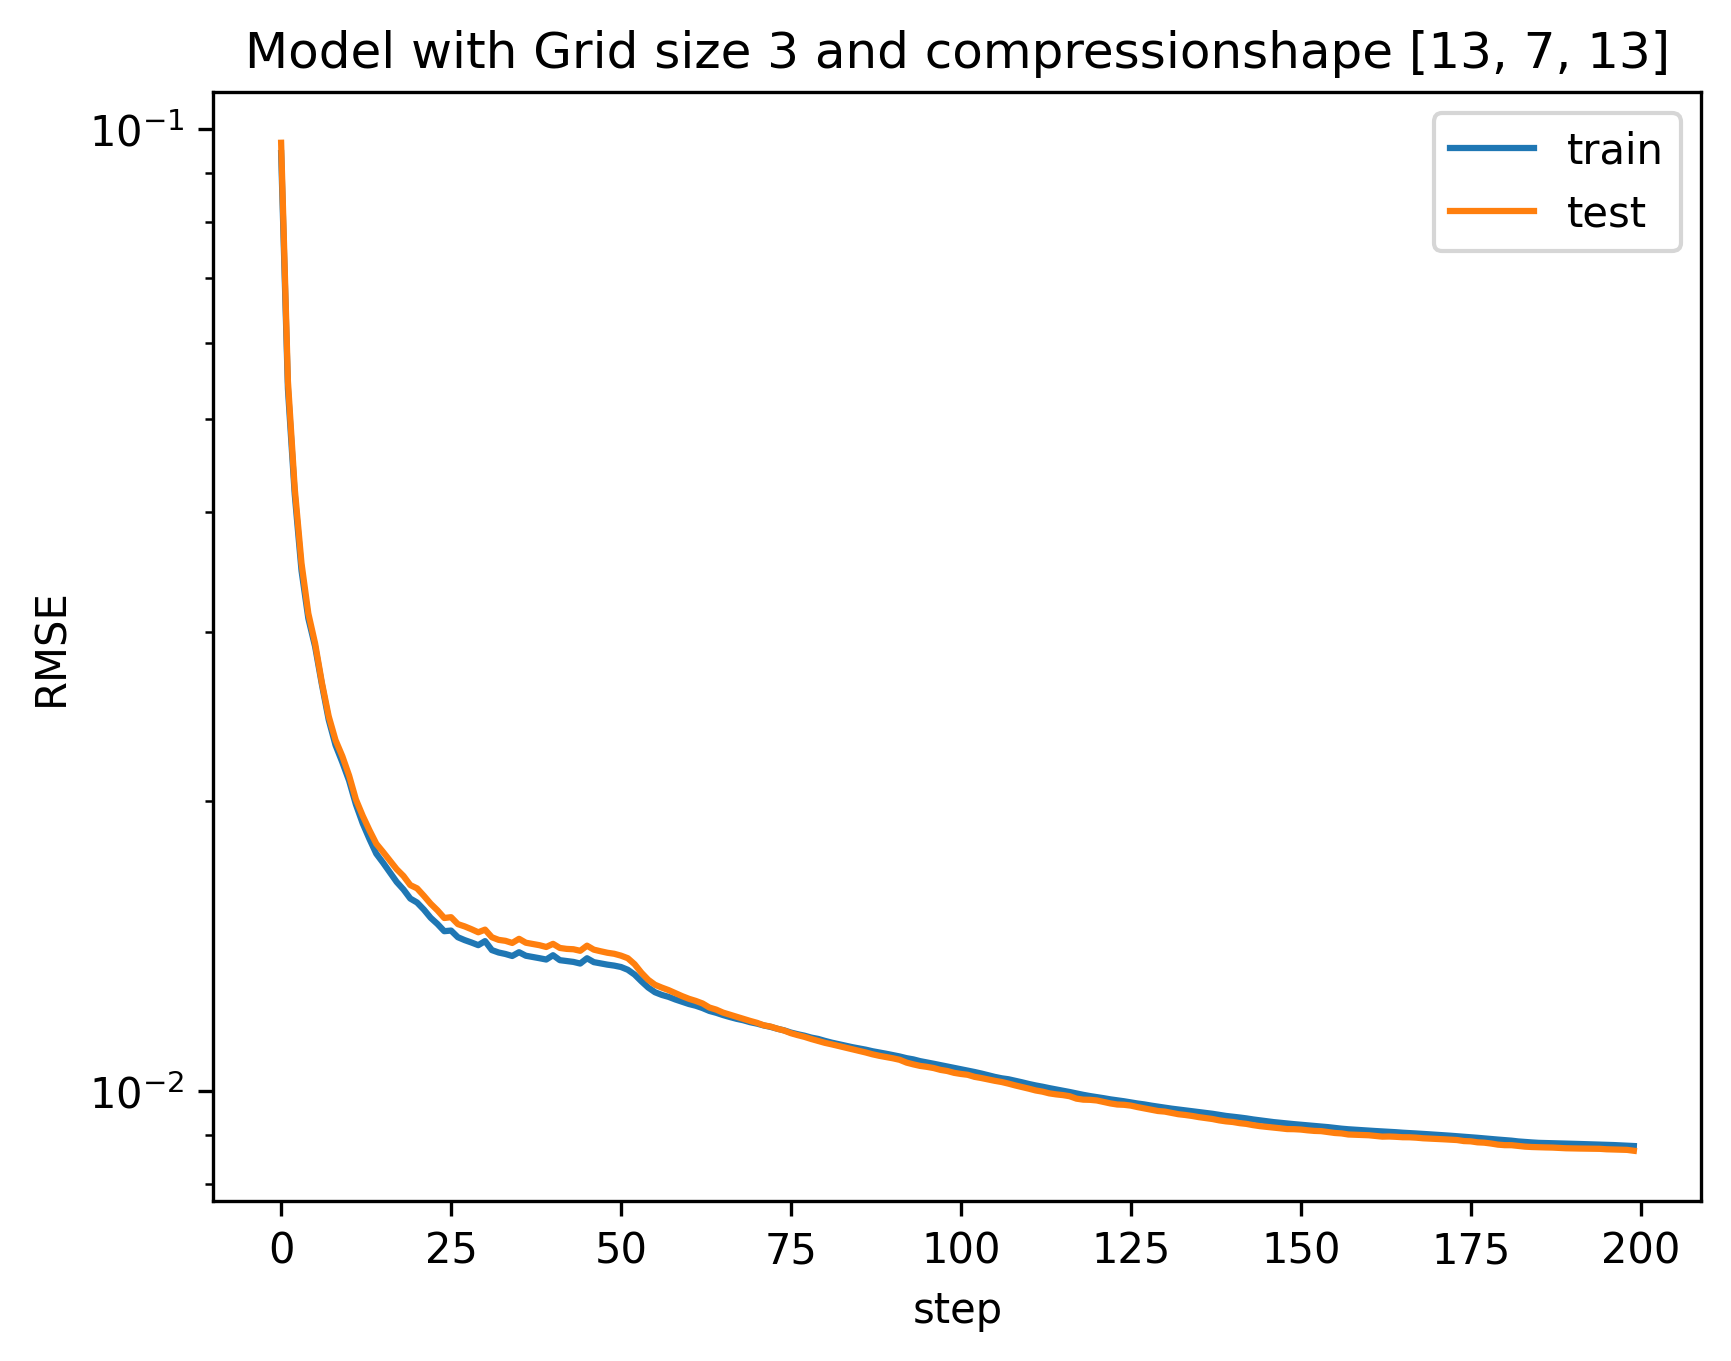 Model with Grid size 3 and compressionshape [13, 7, 13]
10⁻¹
train
test
RMSE
10⁻²
0 25 50 75 100 125 150 175 200
step